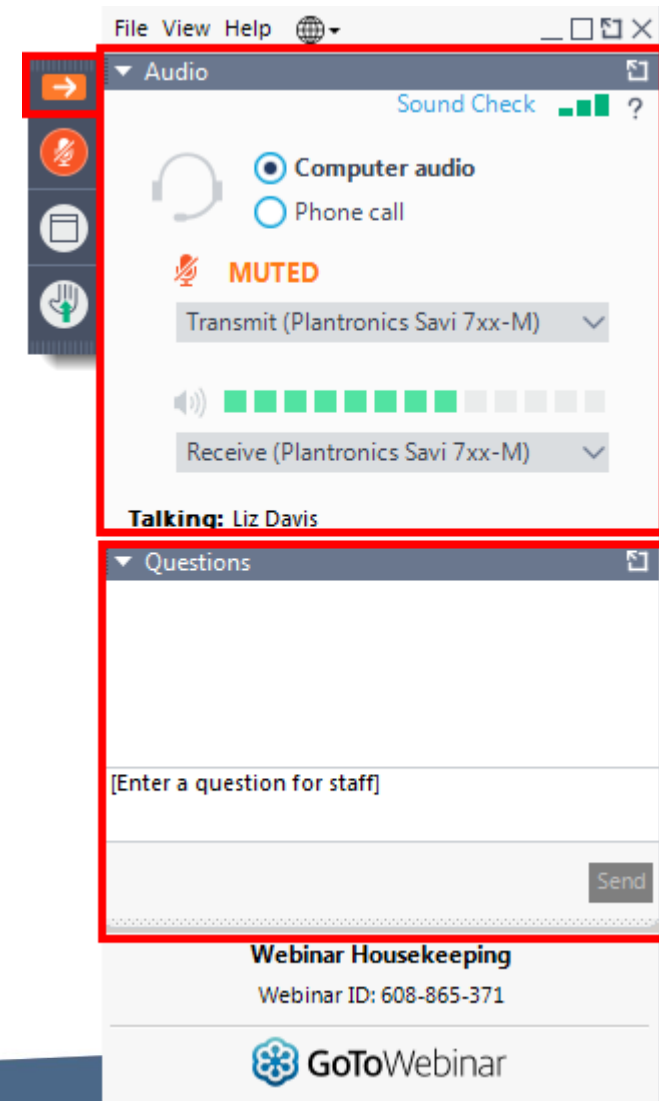 File View Help
Audio
Sound Check ?
Computer audio
Phone call
MUTED
Transmit (Plantronics Savi 7xx-M)
Receive (Plantronics Savi 7xx-M)
Talking: Liz Davis
Questions
[Enter a question for staff]
Send
Webinar Housekeeping
Webinar ID: 608-865-371
GoToWebinar